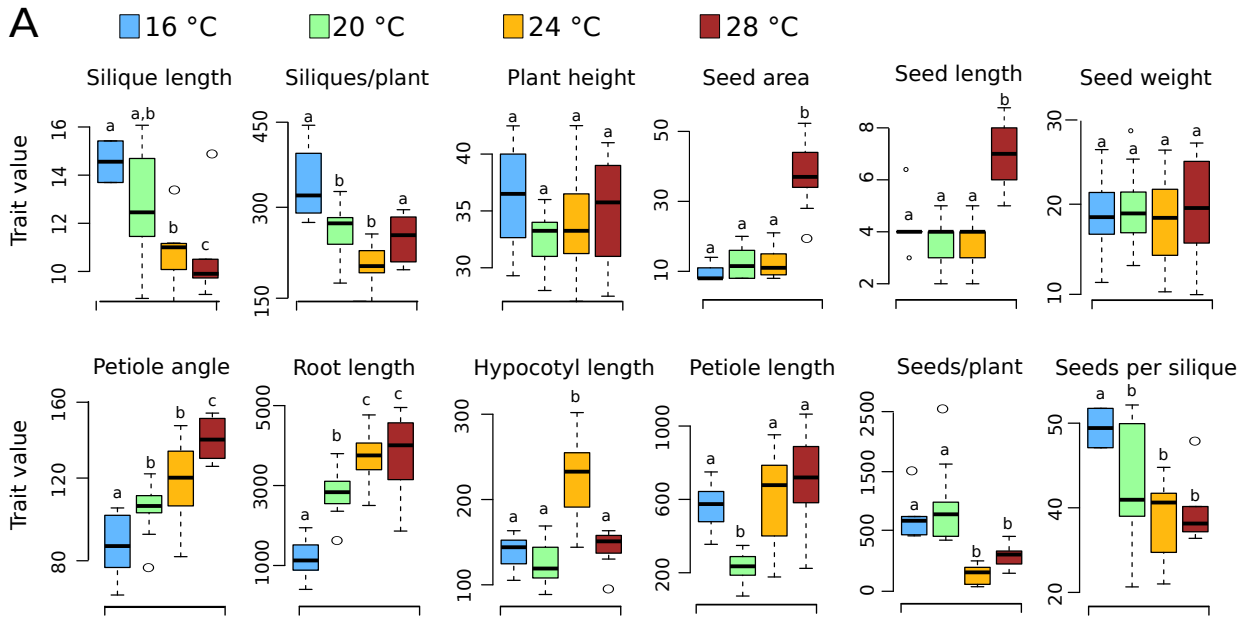 A
16 °C 20 °C 24 °C 28 °C
Silique length Siliques/plant Plant height Seed area Seed length Seed weight
Trait value
16 14 12 10
a a,b b c
450 300 150
a b b a
40 35 30
a a a a
50 30 10
a a a b
8 6 4 2
a a a b
30 20 10
a a a a
Petiole angle Root length Hypocotyl length Petiole length Seeds/plant Seeds per silique
Trait value
160 120 80
a b b c
5000 3000 1000
a b c c
300 200 100
a a b a
1000 600 200
a b a a
2500 1500 500 0
a a b b
50 40 20
a b b b